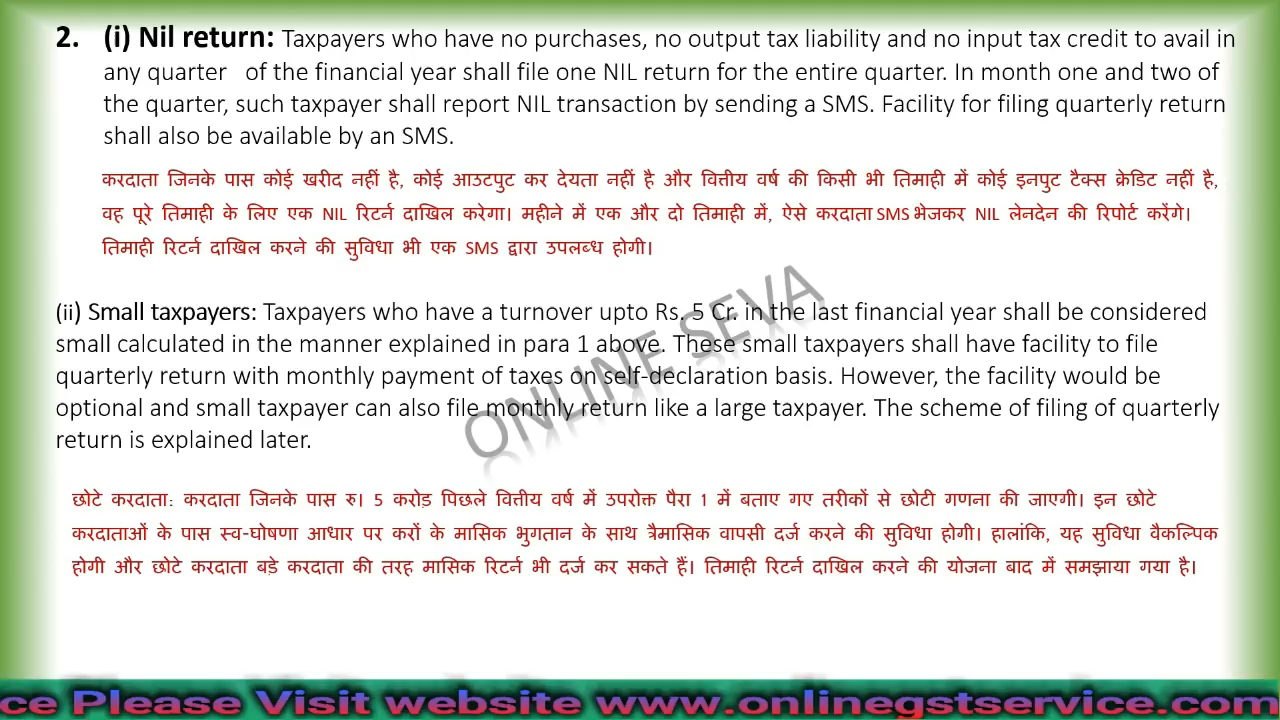 2. (i) Nil return: Taxpayers who have no purchases, no output tax liability and no input tax credit to avail in
any quarter of the financial year shall file one NIL return for the entire quarter. In month one and two of
the quarter, such taxpayer shall report NIL transaction by sending a SMS. Facility for filing quarterly return
shall also be available by an SMS.
करदाता जिनके पास कोई खरीद नहीं है, कोई आउटपुट कर देयता नहीं है और वित्तीय वर्ष की किसी भी तिमाही में कोई इनपुट टैक्स क्रेडिट नहीं है,
वह पूरे तिमाही के लिए एक NIL रिटर्न दाखिल करेगा। महीने में एक और दो तिमाही में, ऐसे करदाता SMS भेजकर NIL लेनदेन की रिपोर्ट करेंगे।
तिमाही रिटर्न दाखिल करने की सुविधा भी एक SMS द्वारा उपलब्ध होगी।
(ii) Small taxpayers: Taxpayers who have a turnover upto Rs. 5 Cr. in the last financial year shall be considered
small calculated in the manner explained in para 1 above. These small taxpayers shall have facility to file
quarterly return with monthly payment of taxes on self-declaration basis. However, the facility would be
optional and small taxpayer can also file monthly return like a large taxpayer. The scheme of filing of quarterly
return is explained later.
ONLINE SEVA
छोटे करदाता: करदाता जिनके पास रु। 5 करोड़ पिछले वित्तीय वर्ष में उपरोक्त पैरा 1 में बताए गए तरीकों से छोटी गणना की जाएगी। इन छोटे
करदाताओं के पास स्व-घोषणा आधार पर करों के मासिक भुगतान के साथ त्रैमासिक वापसी दर्ज करने की सुविधा होगी। हालांकि, यह सुविधा वैकल्पिक
होगी और छोटे करदाता बड़े करदाता की तरह मासिक रिटर्न भी दर्ज कर सकते हैं। तिमाही रिटर्न दाखिल करने की योजना बाद में समझाया गया है।
ce Please Visit website www.onlinegstservice.com